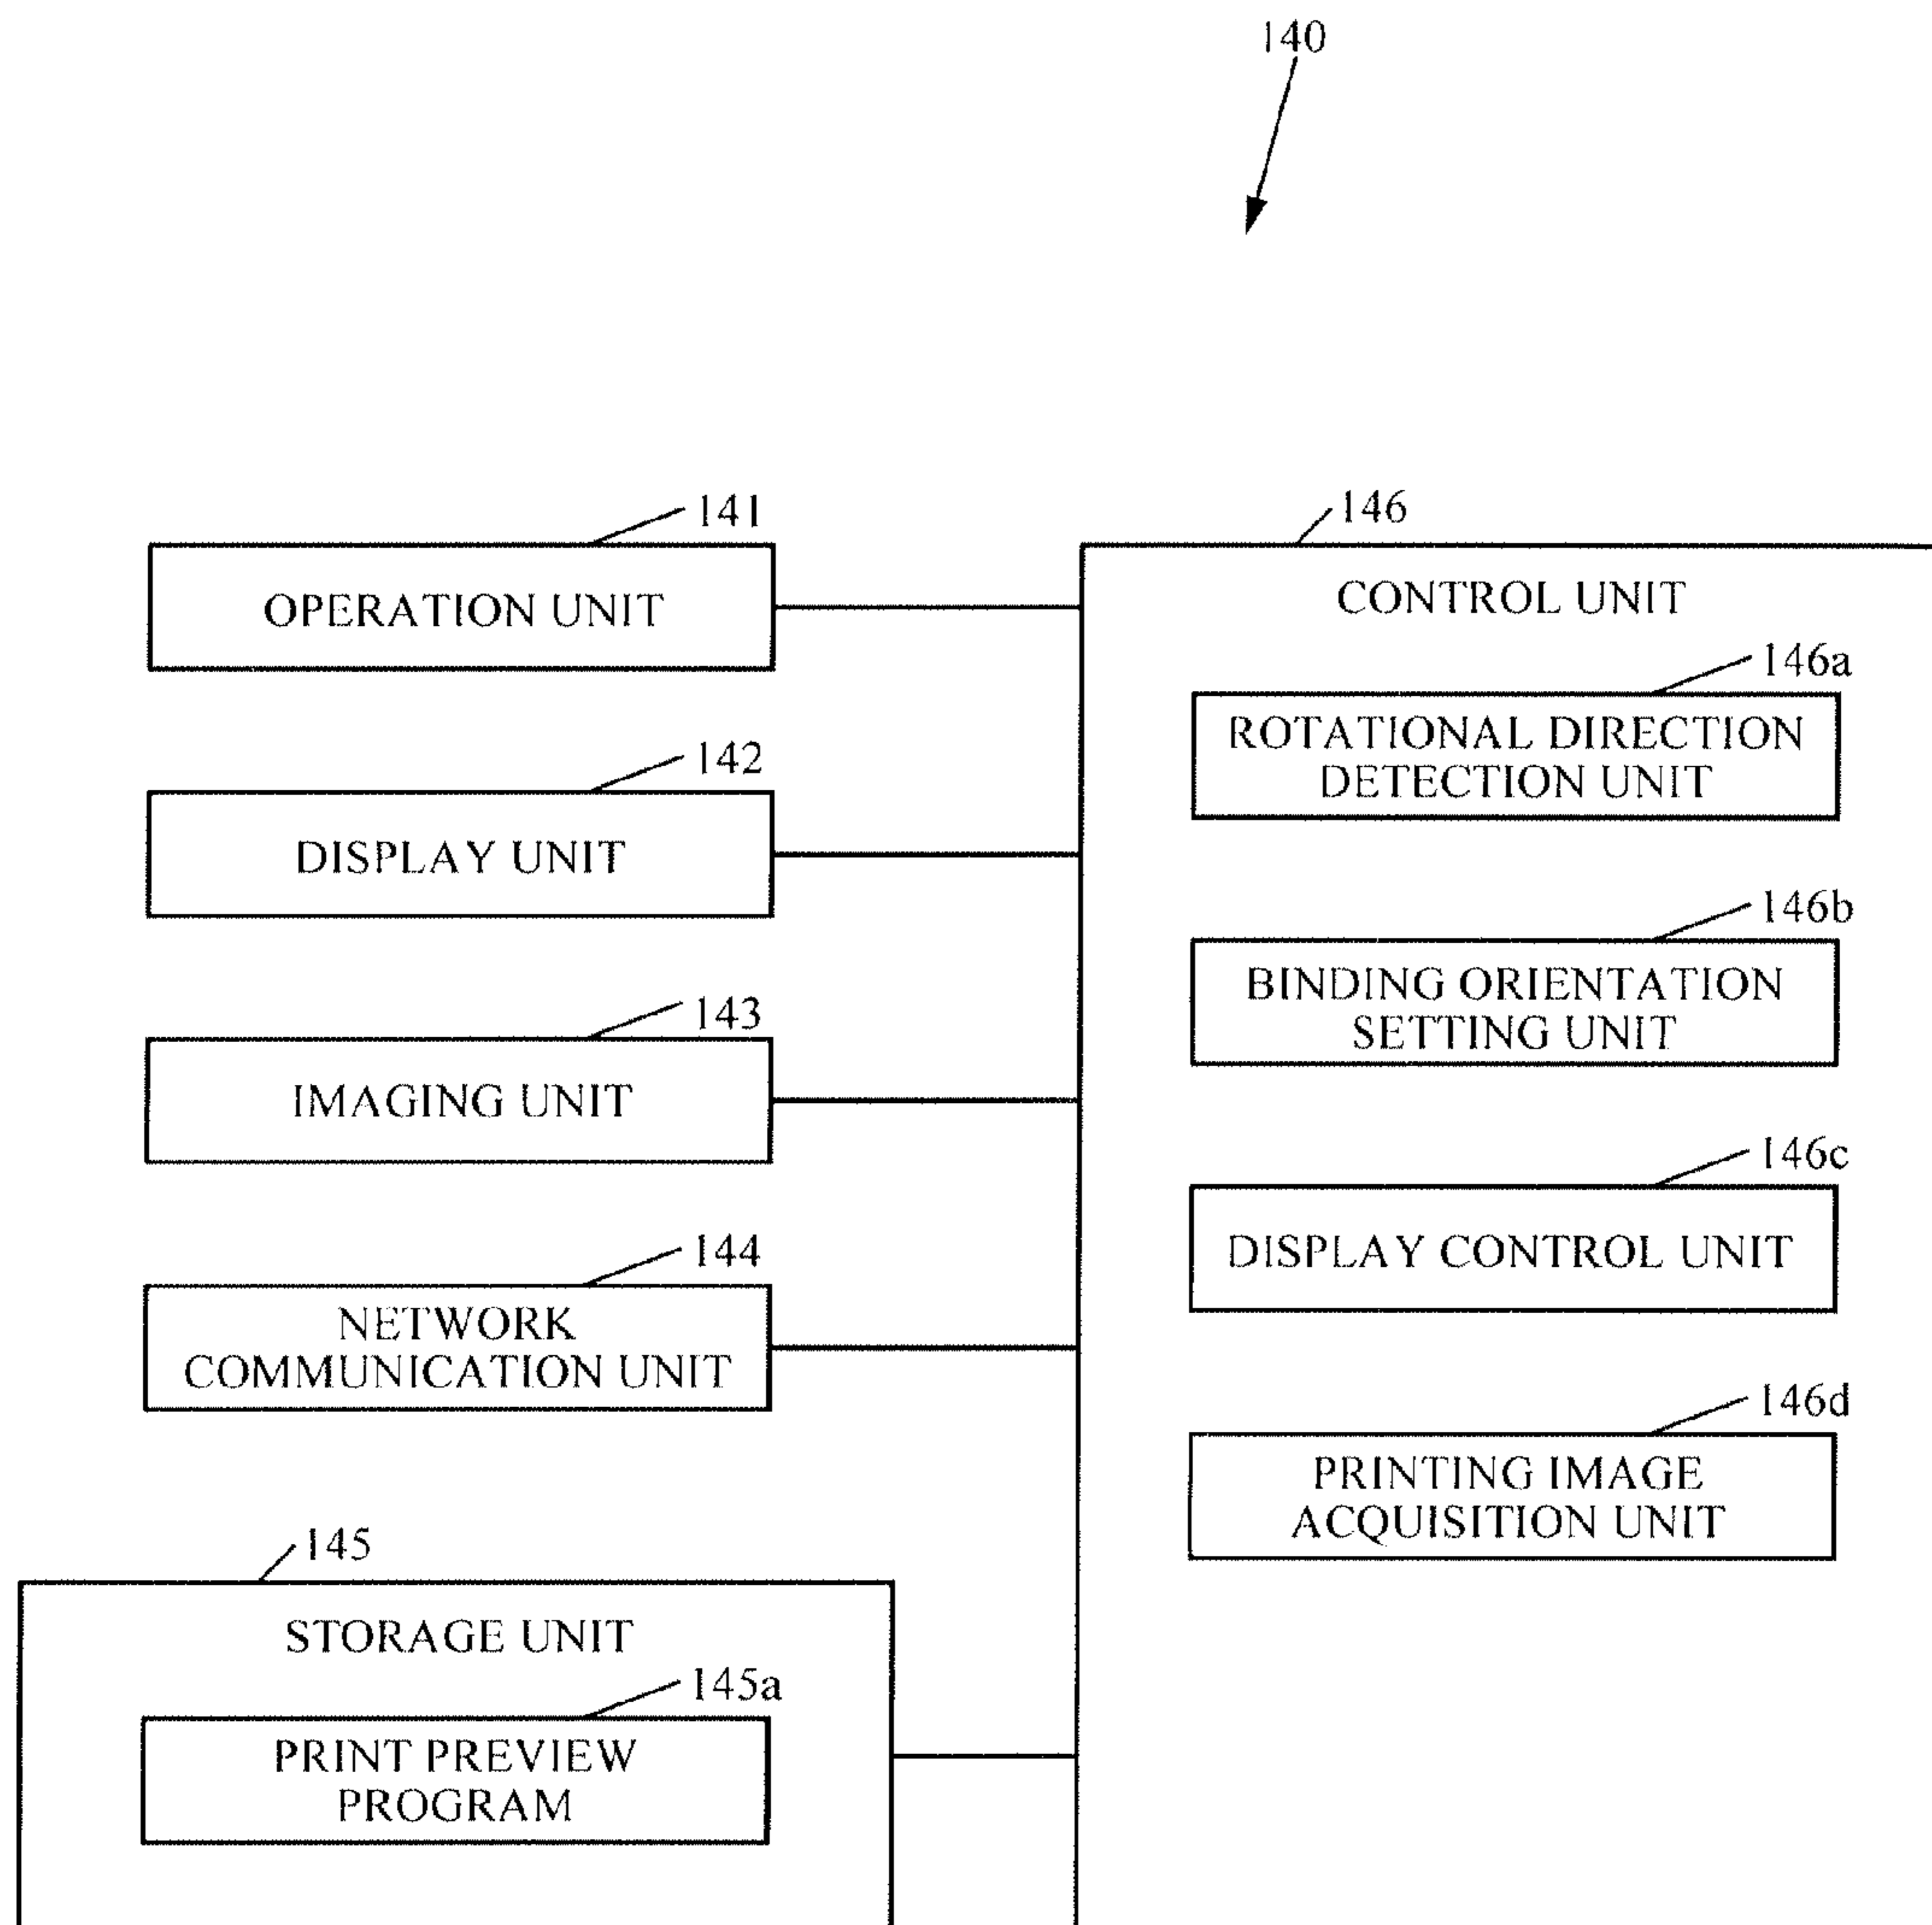 140
141
OPERATION UNIT
142
DISPLAY UNIT
143
IMAGING UNIT
144
NETWORK
COMMUNICATION UNIT
145
STORAGE UNIT
145a
PRINT PREVIEW
PROGRAM
146
CONTROL UNIT
146a
ROTATIONAL DIRECTION
DETECTION UNIT
146b
BINDING ORIENTATION
SETTING UNIT
146c
DISPLAY CONTROL UNIT
146d
PRINTING IMAGE
ACQUISITION UNIT